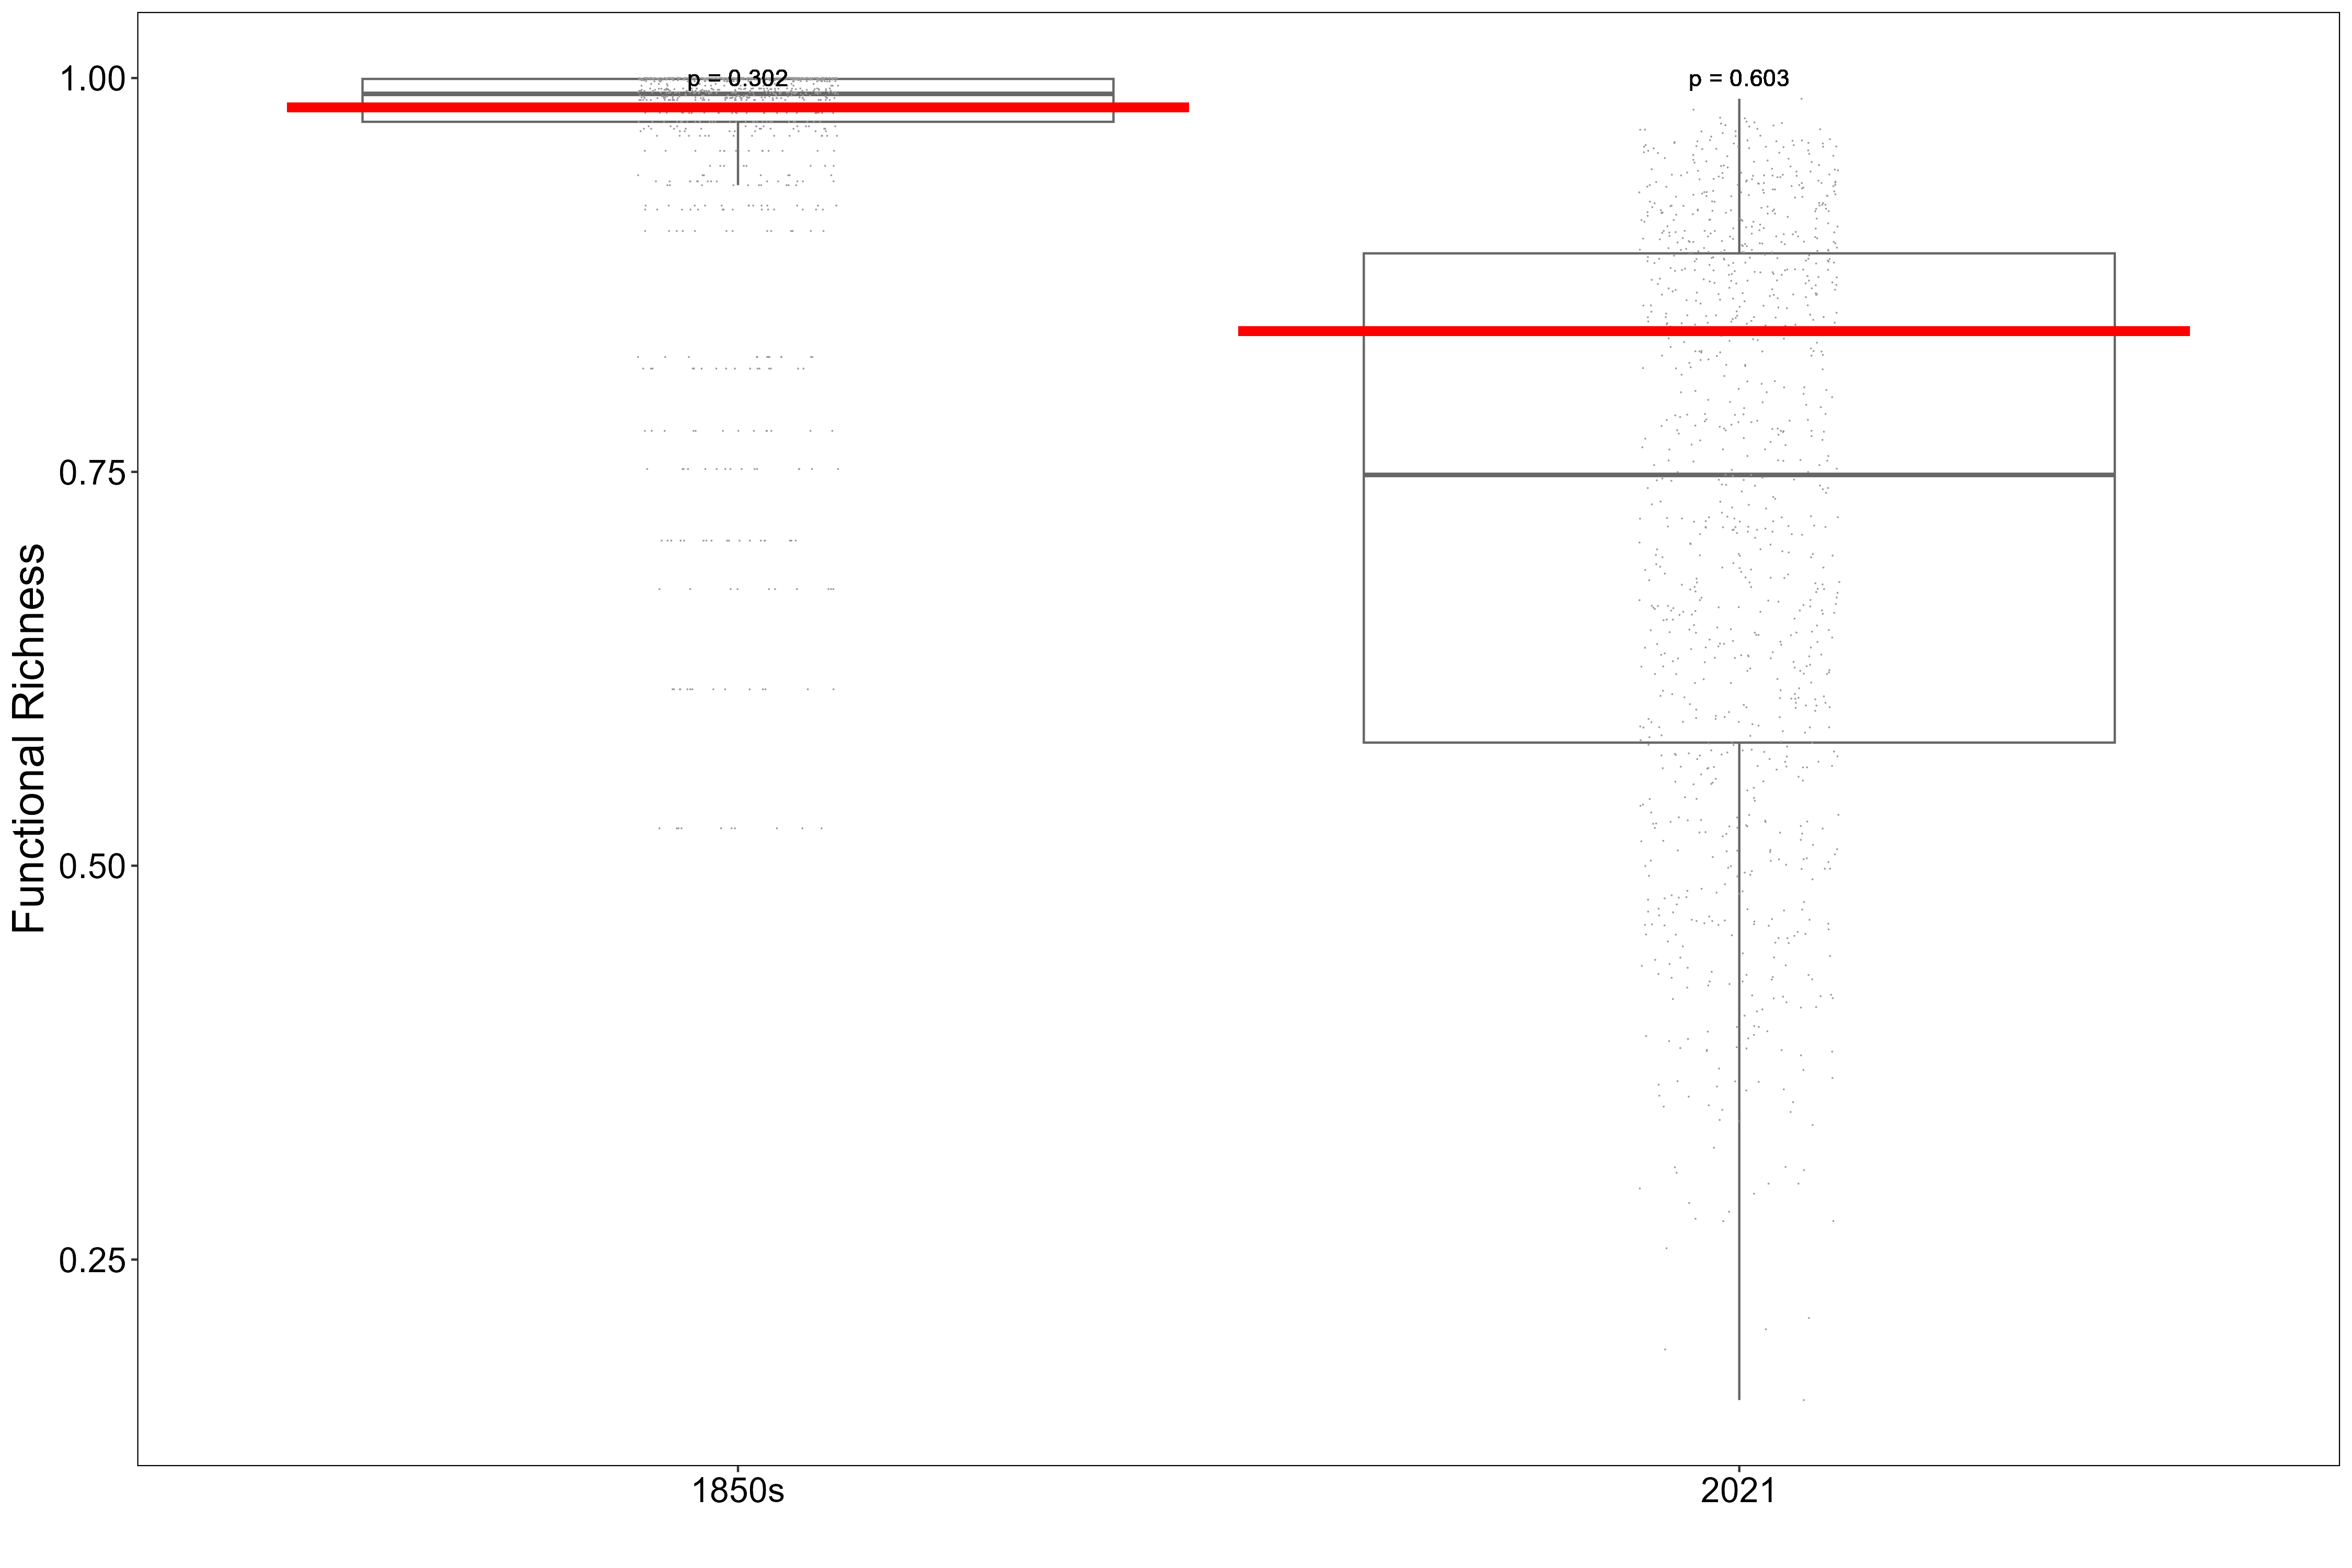 Functional Richness
1.00
0.75
0.50
0.25
p = 0.302
p = 0.603
1850s
2021